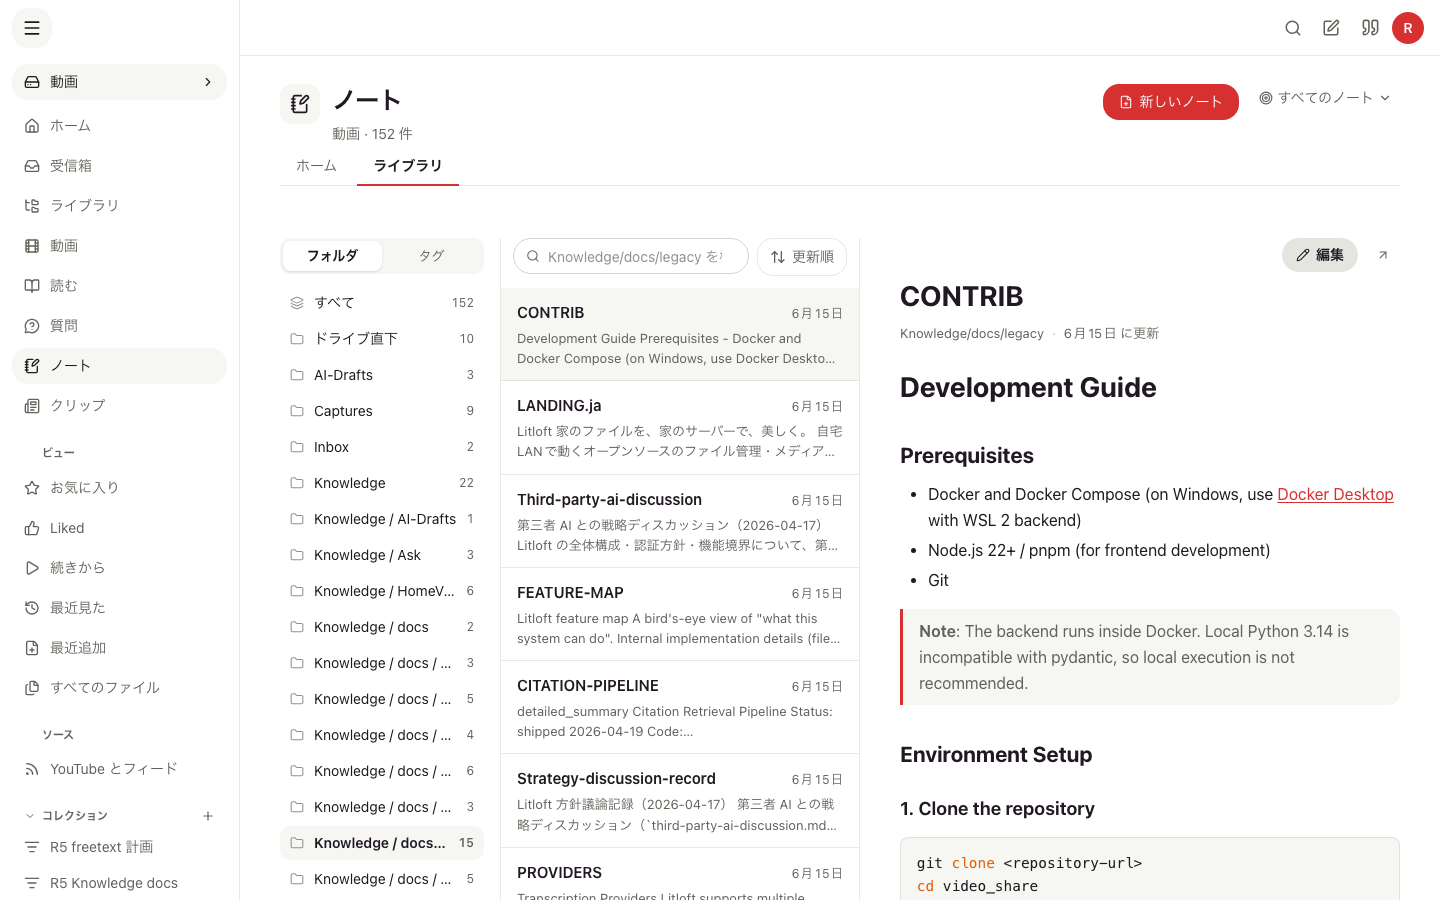 動画
ホーム
受信箱
ライブラリ
動画
読む
質問
ノート
クリップ
ビュー
お気に入り
Liked
続きから
最近見た
最近追加
すべてのファイル
ソース
YouTube とフィード
コレクション
R5 freetext 計画
R5 Knowledge docs
R
ノート
動画 · 152 件
新しいノート
すべてのノート
ホーム
ライブラリ
フォルダ
タグ
すべて 152
ドライブ直下 10
AI-Drafts 3
Captures 9
Inbox 2
Knowledge 22
Knowledge / AI-Drafts 1
Knowledge / Ask 3
Knowledge / HomeV... 6
Knowledge / docs 2
Knowledge / docs / ... 3
Knowledge / docs / ... 5
Knowledge / docs / ... 4
Knowledge / docs / ... 6
Knowledge / docs / ... 3
Knowledge / docs... 15
Knowledge / docs / ... 5
Knowledge/docs/legacy を
更新順
CONTRIB 6月15日
Development Guide Prerequisites - Docker and
Docker Compose (on Windows, use Docker Deskto...
LANDING.ja 6月15日
Litloft 家のファイルを、家のサーバーで、美しく。 自宅
LANで動くオープンソースのファイル管理・メディア...
Third-party-ai-discussion 6月15日
第三者 AI との戦略ディスカッション（2026-04-17）
Litloft の全体構成・認証方針・機能境界について、第...
FEATURE-MAP 6月15日
Litloft feature map A bird's-eye view of "what this
system can do". Internal implementation details (file...
CITATION-PIPELINE 6月15日
detailed_summary Citation Retrieval Pipeline Status:
shipped 2026-04-19 Code:...
Strategy-discussion-record 6月15日
Litloft 方針議論記録（2026-04-17） 第三者 AI との戦
略ディスカッション（`third-party-ai-discussion.md...
PROVIDERS 6月15日
Transcription Providers Litloft supports multiple
編集
CONTRIB
Knowledge/docs/legacy · 6月15日 に更新
Development Guide
Prerequisites
• Docker and Docker Compose (on Windows, use Docker Desktop
with WSL 2 backend)
• Node.js 22+ / pnpm (for frontend development)
• Git
Note: The backend runs inside Docker. Local Python 3.14 is
incompatible with pydantic, so local execution is not
recommended.
Environment Setup
1. Clone the repository
git clone <repository-url>
cd video_share